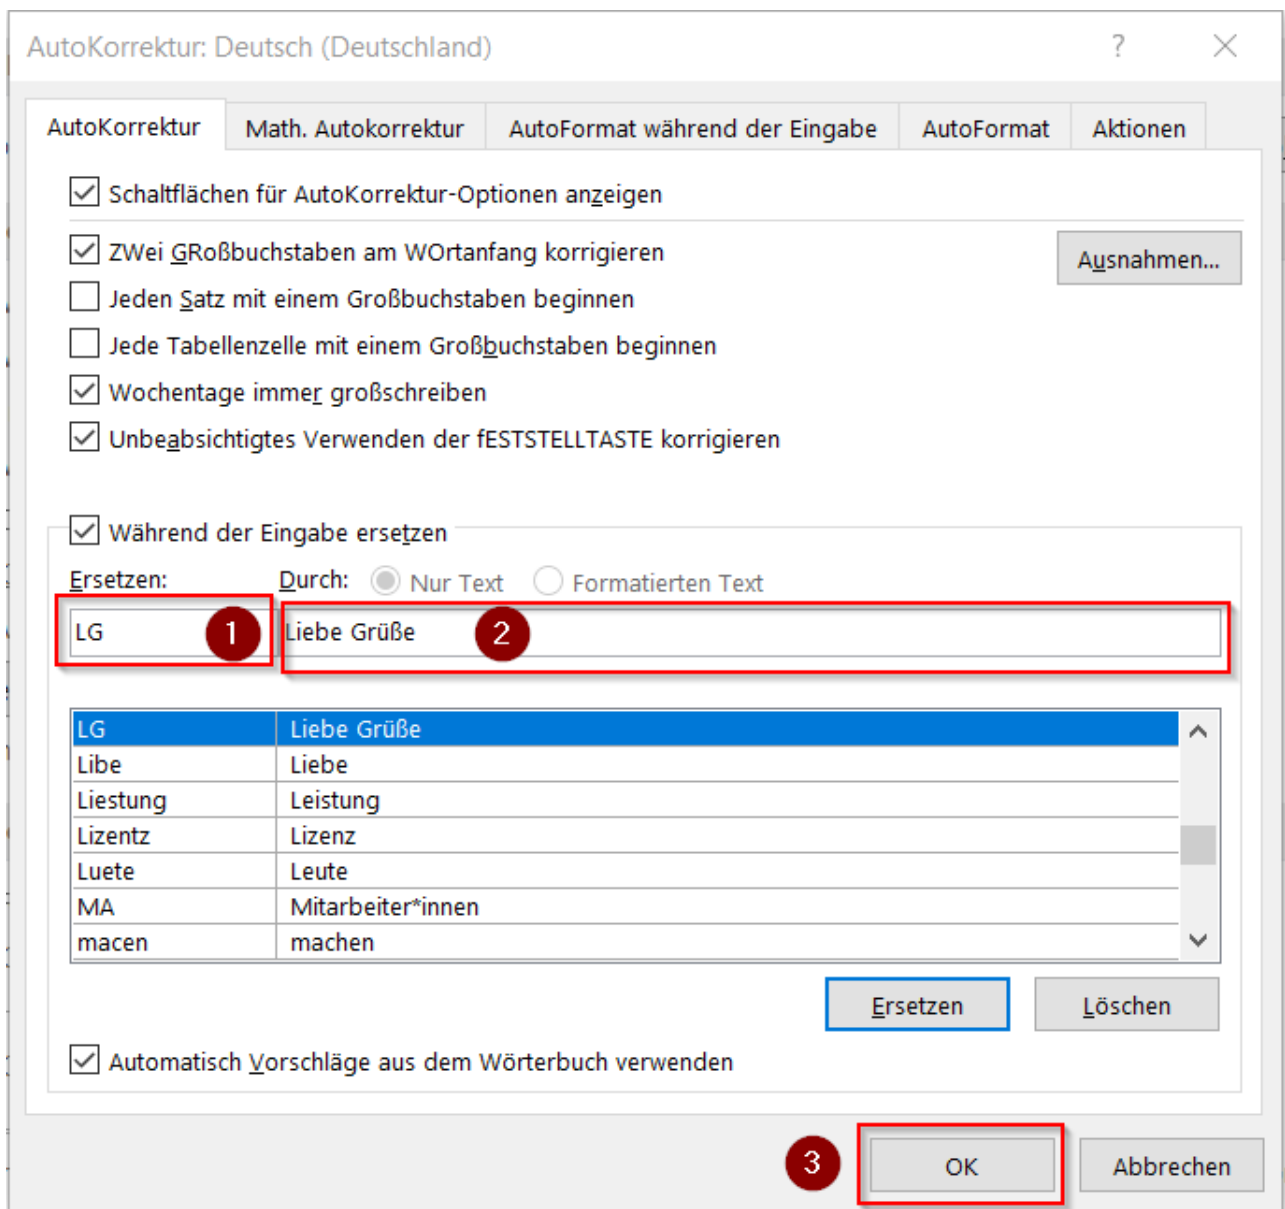 AutoKorrektur: Deutsch (Deutschland) ?
AutoKorrektur Math. Autokorrektur AutoFormat während der Eingabe AutoFormat Aktionen
Schaltflächen für AutoKorrektur-Optionen anzeigen
ZWei GRoßbuchstaben am WOrtanfang korrigieren
Ausnahmen...
Jeden Satz mit einem Großbuchstaben beginnen
Jede Tabellenzelle mit einem Großbuchstaben beginnen
Wochentage immer großschreiben
Unbeabsichtigtes Verwenden der fESTSTELLTASTE korrigieren
Während der Eingabe ersetzen
Ersetzen: Durch: Nur Text Formatierten Text
LG 1 Liebe Grüße 2
LG Liebe Grüße
Libe Liebe
Liestung Leistung
Lizentz Lizenz
Luete Leute
MA Mitarbeiter*innen
macen machen
Ersetzen Löschen
Automatisch Vorschläge aus dem Wörterbuch verwenden
3 OK Abbrechen